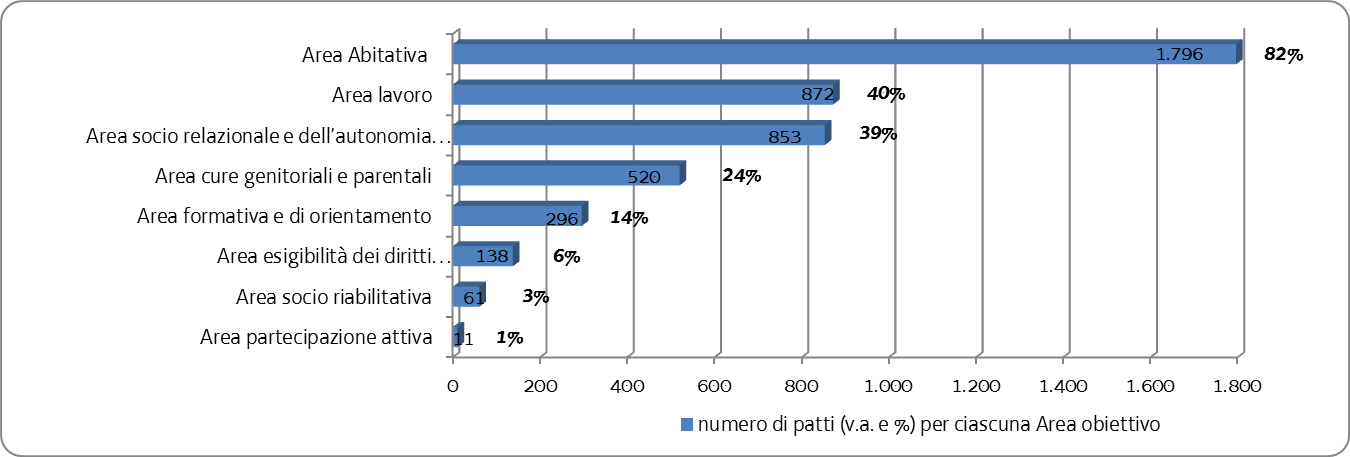 Area Abitativa 1.796 82%
Area lavoro 872 40%
Area socio relazionale e dell'autonomia... 853 39%
Area cure genitoriali e parentali 520 24%
Area formativa e di orientamento 296 14%
Area esigibilità dei diritti... 138 6%
Area socio riabilitativa 61 3%
Area partecipazione attiva 11 1%
0 200 400 600 800 1.000 1.200 1.400 1.600 1.800
numero di patti (v.a. e %) per ciascuna Area obiettivo